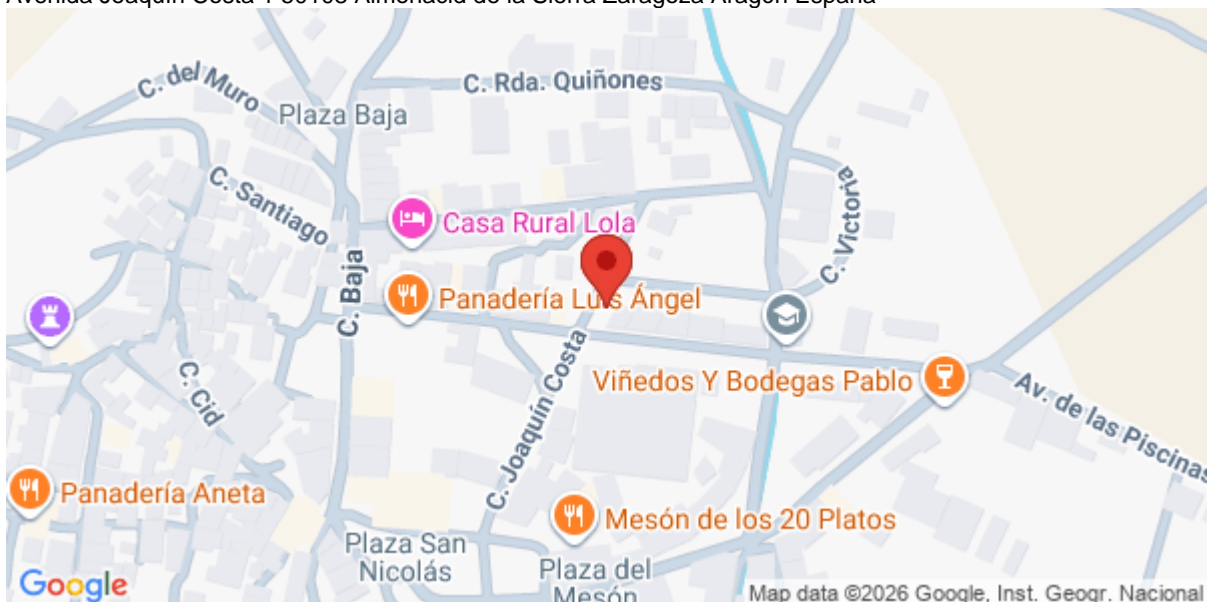 Avenida Joaquín Costa 1 50108 Almonacid de la Sierra Zaragoza Aragón España
C. del Muro
Plaza Baja
C. Rda. Quiñones
C. Santiago
Casa Rural Lola
C. Victoria
C. Baja
Panadería Luis Ángel
C. Joaquín Costa
Viñedos Y Bodegas Pablo
Av. de las Piscinas
C. Cid
Panadería Aneta
Mesón de los 20 Platos
Plaza San
Nicolás
Plaza del
Mesón
Google
Map data ©2026 Google, Inst. Geogr. Nacional